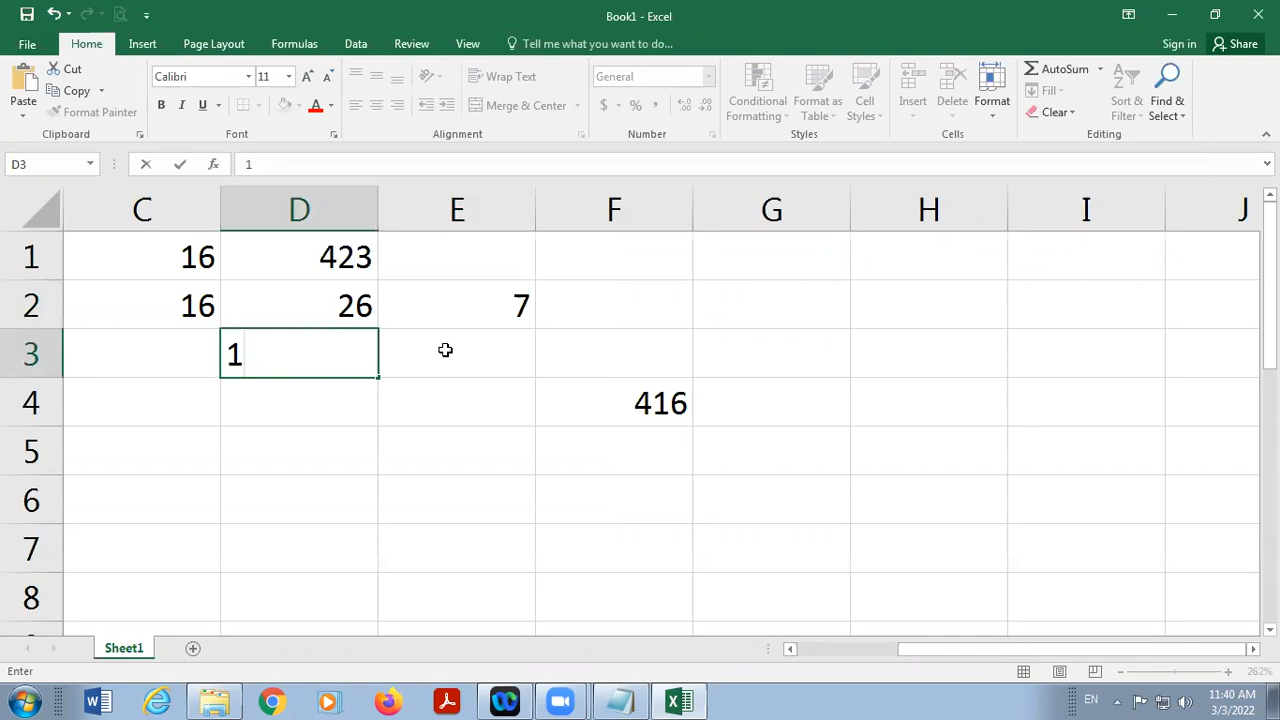 Book1 - Excel
File Home Insert Page Layout Formulas Data Review View Tell me what you want to do... Sign in Share
Paste Cut Copy Format Painter Clipboard
Calibri 11 A A B I U A Font
Wrap Text Merge & Center Alignment
General $ % , Number
Conditional Formatting Format as Table Cell Styles Styles
Insert Delete Format Cells
AutoSum Fill Clear Sort & Filter Find & Select Editing
D3 fx 1
C D E F G H I J
1 16 423
2 16 26 7
3 1
4 416
5
6
7
8
Sheet1
Enter 262%
EN 11:40 AM
3/3/2022